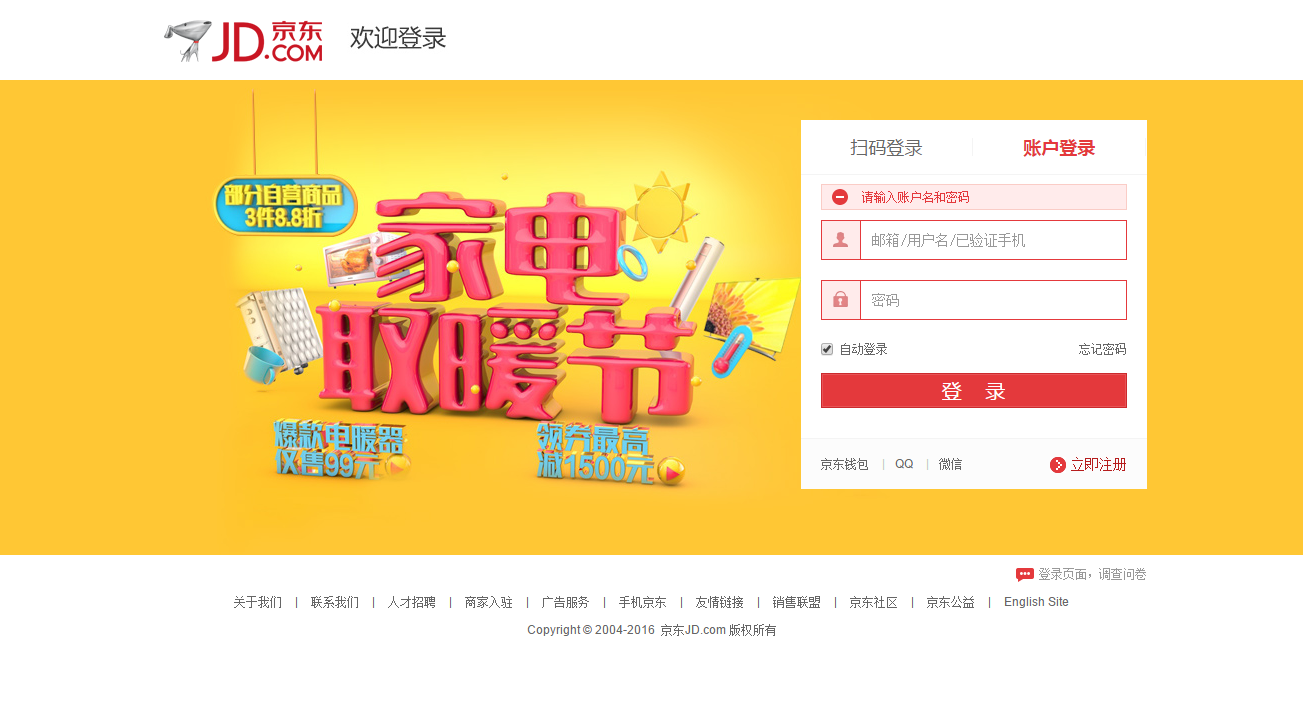 JD.COM 京东 欢迎登录
部分自营商品
3件8.8折
家电
取暖节
爆款电暖器
仅售99元
领券最高
减1500元
扫码登录 账户登录
请输入账户名和密码
邮箱/用户名/已验证手机
密码
自动登录 忘记密码
登 录
京东钱包 | QQ | 微信 立即注册
登录页面，调查问卷
关于我们 | 联系我们 | 人才招聘 | 商家入驻 | 广告服务 | 手机京东 | 友情链接 | 销售联盟 | 京东社区 | 京东公益 | English Site
Copyright © 2004-2016 京东JD.com 版权所有